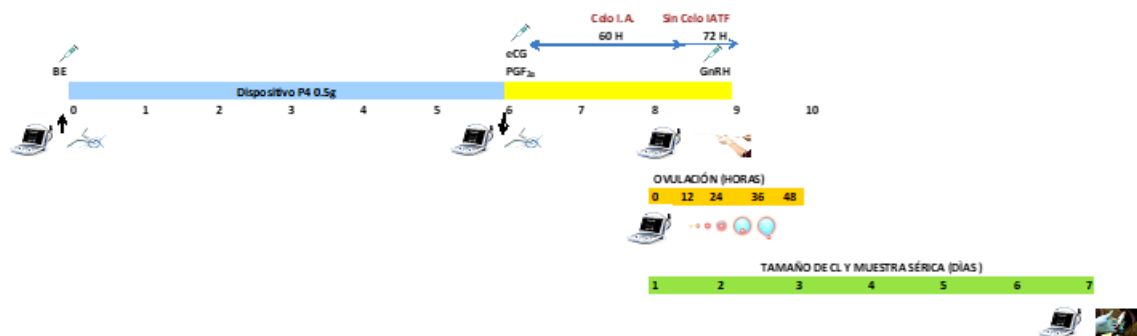 Celo I.A. Sin Celo IATF
60 H 72 H
eCG
BE PGF2α GnRH
Dispositivo P4 0.5g
0 1 2 3 4 5 6 7 8 9 10
OVULACIÓN (HORAS)
0 12 24 36 48
TAMAÑO DE CL Y MUESTRA SÉRICA (DÌAS )
1 2 3 4 5 6 7